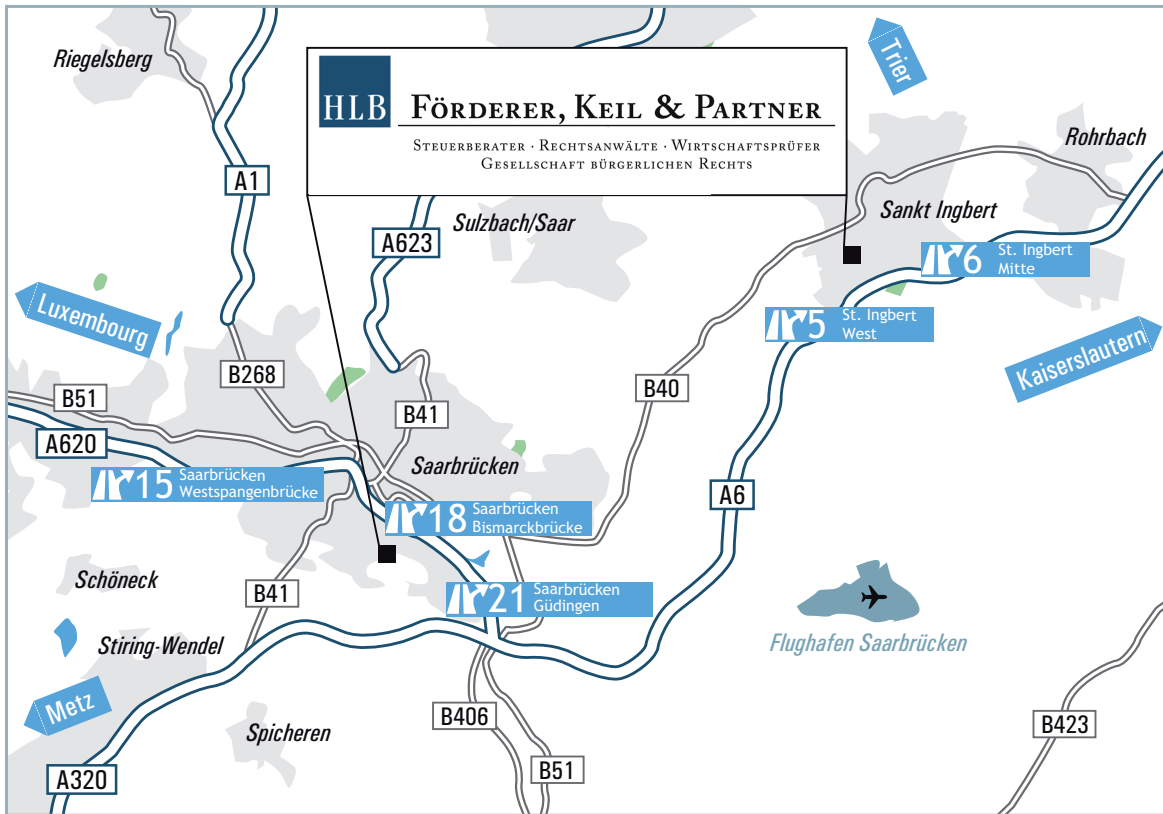 Riegelsberg
HLB
FÖRDERER, KEIL & PARTNER
STEUERBERATER · RECHTSANWÄLTE · WIRTSCHAFTSPRÜFER
GESELLSCHAFT BÜRGERLICHEN RECHTS
Trier
Rohrbach
A1
Sulzbach/Saar
A623
Sankt Ingbert
6 St. Ingbert
Mitte
Luxembourg
5 St. Ingbert
West
Kaiserslautern
B268
B51
B41
B40
A620
Saarbrücken
15 Saarbrücken
Westspangenbrücke
A6
18 Saarbrücken
Bismarckbrücke
Schöneck
B41
21 Saarbrücken
Güdingen
Stiring-Wendel
Flughafen Saarbrücken
Metz
Spicheren
B406
B423
A320
B51